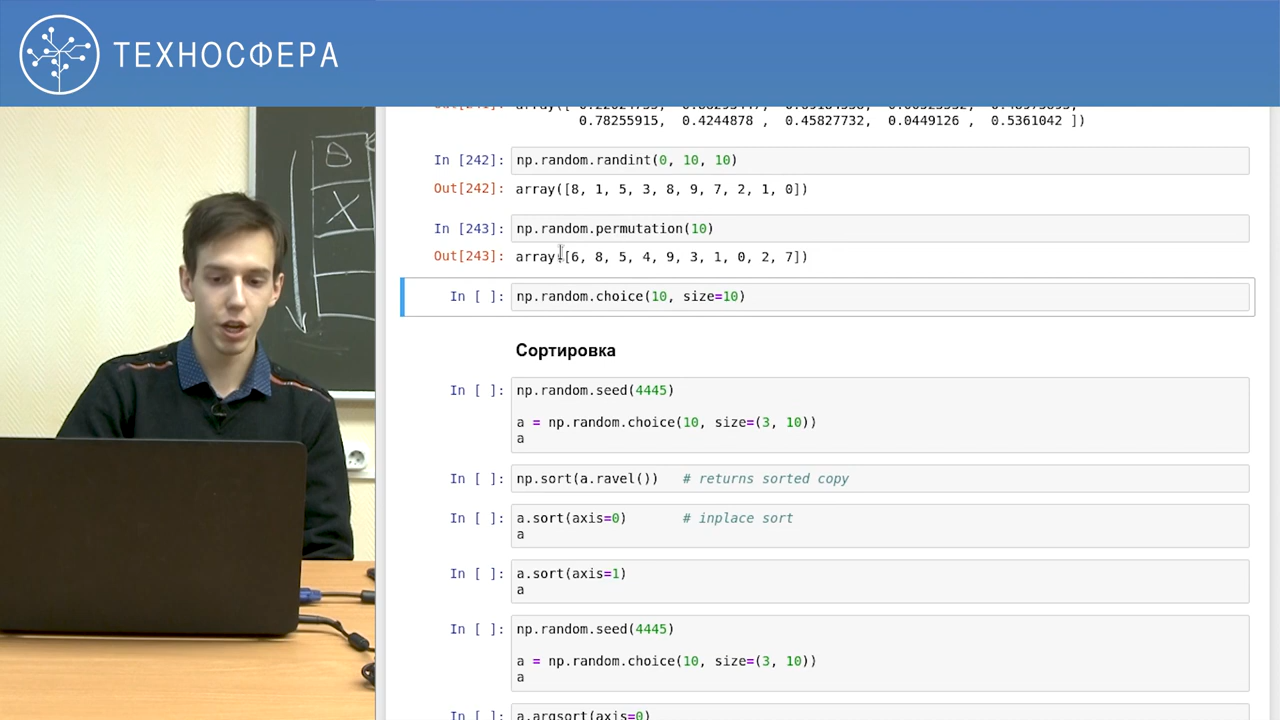 ТЕХНОСФЕРА
0.78255915, 0.4244878 , 0.45827732, 0.0449126 , 0.5361042 ])
In [242]: np.random.randint(0, 10, 10)
Out[242]: array([8, 1, 5, 3, 8, 9, 7, 2, 1, 0])
In [243]: np.random.permutation(10)
Out[243]: array([6, 8, 5, 4, 9, 3, 1, 0, 2, 7])
In [ ]: np.random.choice(10, size=10)
Сортировка
In [ ]: np.random.seed(4445)
a = np.random.choice(10, size=(3, 10))
a
In [ ]: np.sort(a.ravel()) # returns sorted copy
In [ ]: a.sort(axis=0) # inplace sort
a
In [ ]: a.sort(axis=1)
a
In [ ]: np.random.seed(4445)
a = np.random.choice(10, size=(3, 10))
a
In [ ]: a.argsort(axis=0)